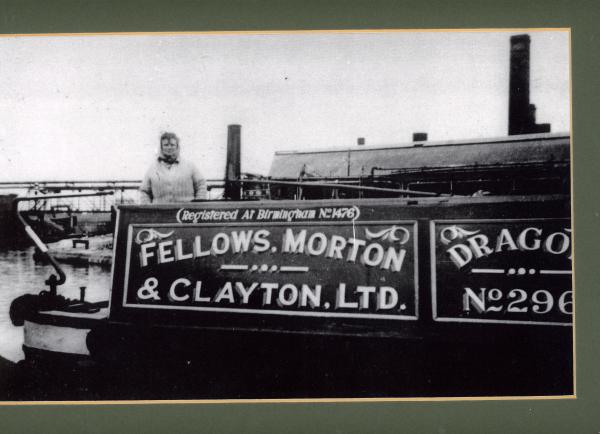 (Registered At Birmingham No 1476)
FELLOWS, MORTON
& CLAYTON, LTD.
DRAGO
No 296